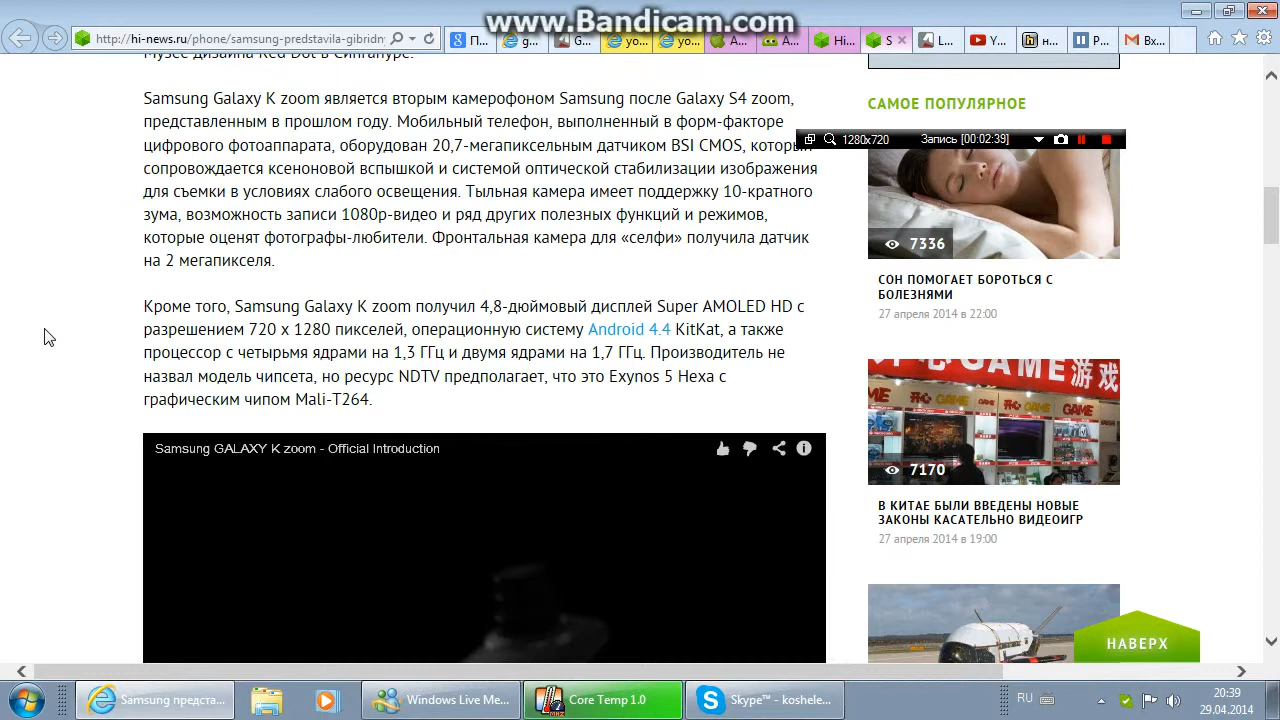 www.Bandicam.com
http://hi-news.ru/phone/samsung-predstavila-gibridn
П...
g...
G...
yo...
yo...
A...
A...
Hi...
S
L...
Y...
н...
P...
Вх...
Музее дизайна Red Dot в Сингапуре.
Samsung Galaxy K zoom является вторым камерофоном Samsung после Galaxy S4 zoom,
представленным в прошлом году. Мобильный телефон, выполненный в форм-факторе
цифрового фотоаппарата, оборудован 20,7-мегапиксельным датчиком BSI CMOS, который
сопровождается ксеноновой вспышкой и системой оптической стабилизации изображения
для съемки в условиях слабого освещения. Тыльная камера имеет поддержку 10-кратного
зума, возможность записи 1080p-видео и ряд других полезных функций и режимов,
которые оценят фотографы-любители. Фронтальная камера для «селфи» получила датчик
на 2 мегапикселя.
Кроме того, Samsung Galaxy K zoom получил 4,8-дюймовый дисплей Super AMOLED HD с
разрешением 720 x 1280 пикселей, операционную систему Android 4.4 KitKat, а также
процессор с четырьмя ядрами на 1,3 ГГц и двумя ядрами на 1,7 ГГц. Производитель не
назвал модель чипсета, но ресурс NDTV предполагает, что это Exynos 5 Hexa с
графическим чипом Mali-T264.
Samsung GALAXY K zoom - Official Introduction
САМОЕ ПОПУЛЯРНОЕ
1280x720 Запись [00:02:39]
7336
СОН ПОМОГАЕТ БОРОТЬСЯ С
БОЛЕЗНЯМИ
27 апреля 2014 в 22:00
GAME 游戏
GAME
GAME
7170
В КИТАЕ БЫЛИ ВВЕДЕНЫ НОВЫЕ
ЗАКОНЫ КАСАТЕЛЬНО ВИДЕОИГР
27 апреля 2014 в 19:00
НАВЕРХ
Samsung предста...
Windows Live Me...
Core Temp 1.0
Skype™ - koshele...
RU
20:39
29.04.2014